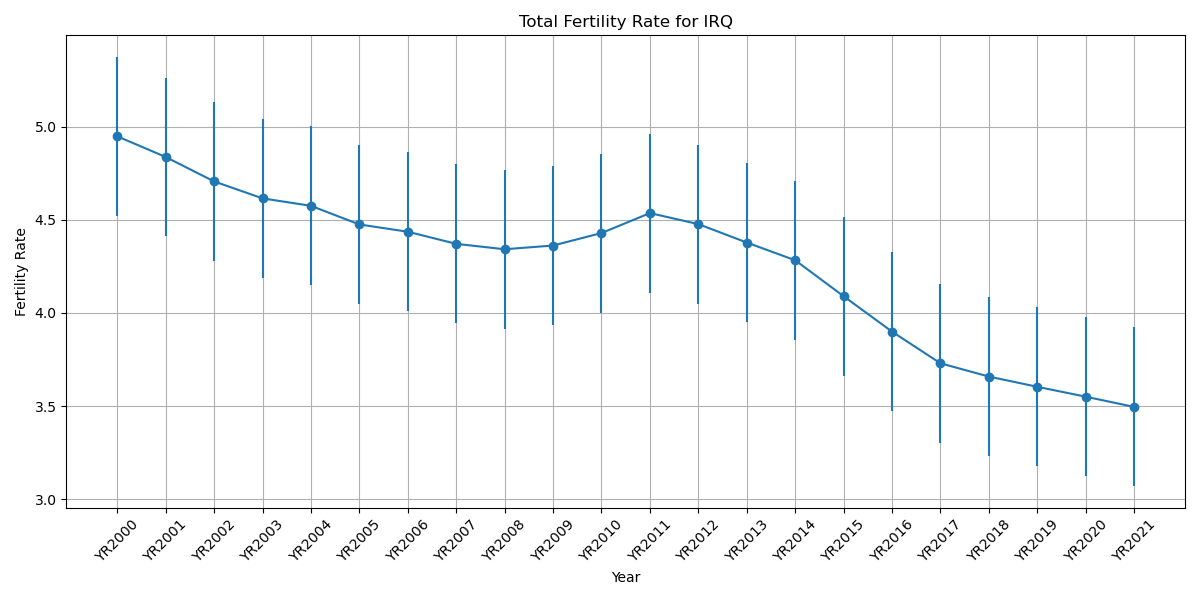 Total Fertility Rate for IRQ
Fertility Rate
5.0
4.5
4.0
3.5
3.0
YR2000
YR2001
YR2002
YR2003
YR2004
YR2005
YR2006
YR2007
YR2008
YR2009
YR2010
YR2011
YR2012
YR2013
YR2014
YR2015
YR2016
YR2017
YR2018
YR2019
YR2020
YR2021
Year